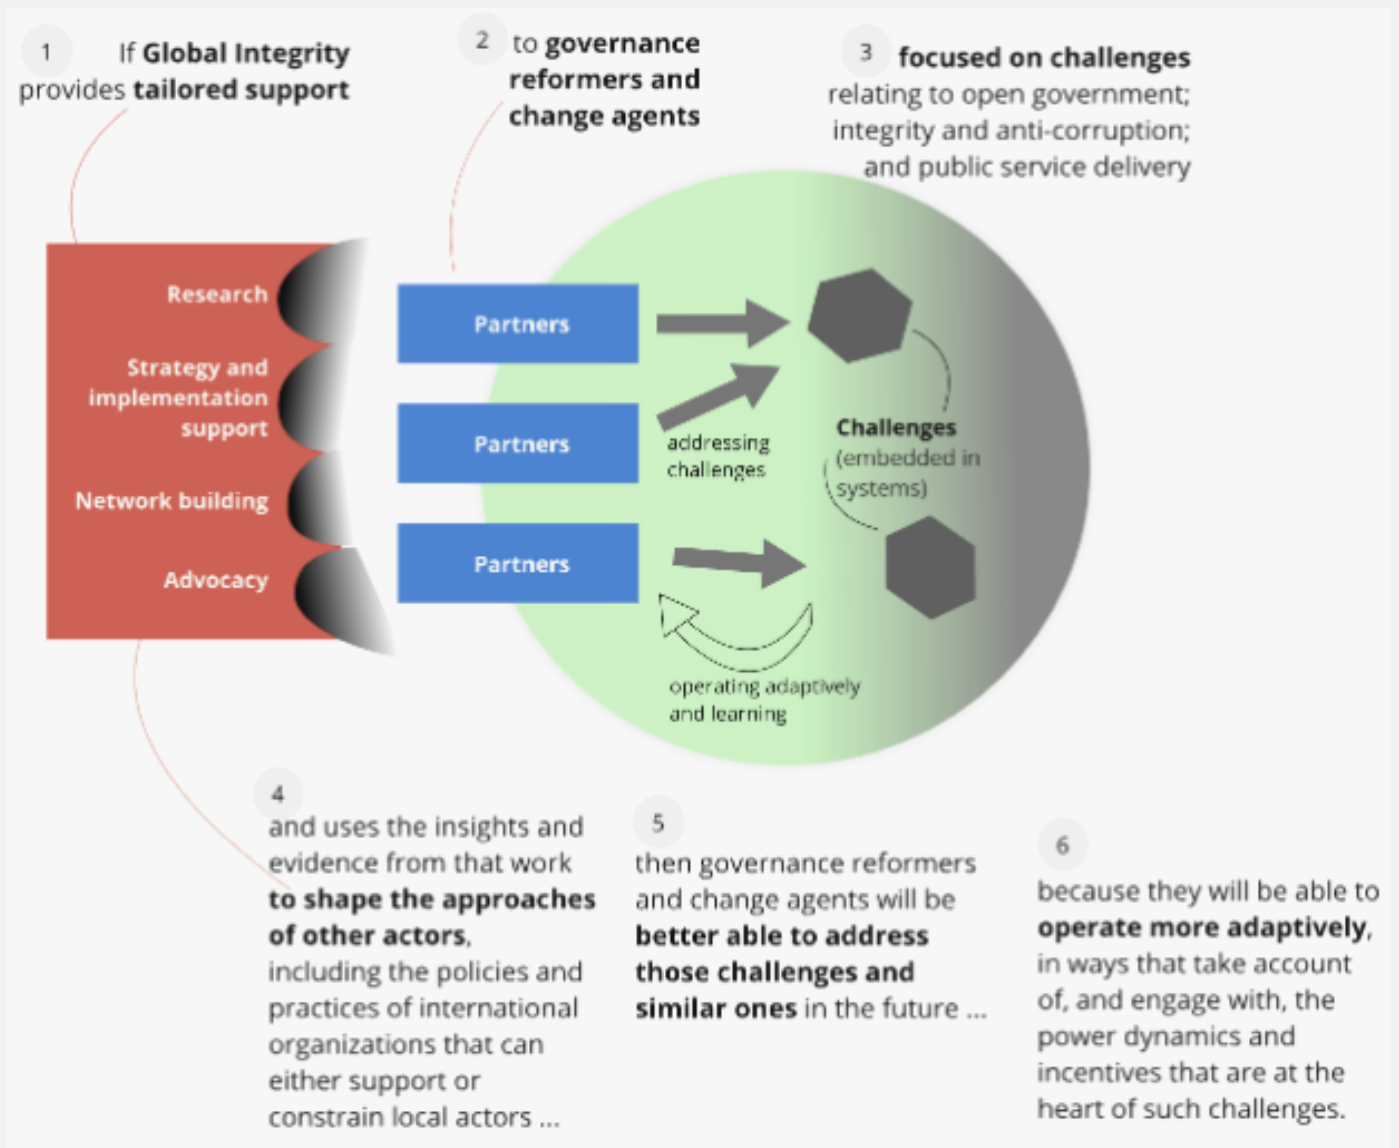 1
If Global Integrity
provides tailored support
2
to governance
reformers and
change agents
3
focused on challenges
relating to open government;
integrity and anti-corruption;
and public service delivery
Research
Strategy and
implementation
support
Network building
Advocacy
Partners
Partners
Partners
addressing
challenges
Challenges
(embedded in
systems)
operating adaptively
and learning
4
and uses the insights and
evidence from that work
to shape the approaches
of other actors,
including the policies and
practices of international
organizations that can
either support or
constrain local actors ...
5
then governance reformers
and change agents will be
better able to address
those challenges and
similar ones in the future ...
6
because they will be able to
operate more adaptively,
in ways that take account
of, and engage with, the
power dynamics and
incentives that are at the
heart of such challenges.